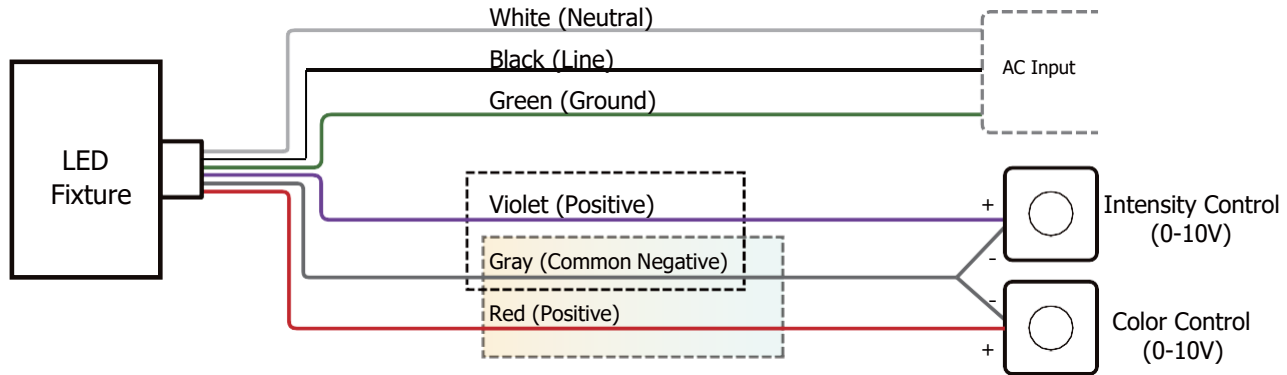 White (Neutral)
Black (Line)
AC Input
Green (Ground)
LED
Fixture
Violet (Positive)
+
Intensity Control
(0-10V)
-
Gray (Common Negative)
-
Red (Positive)
Color Control
(0-10V)
+